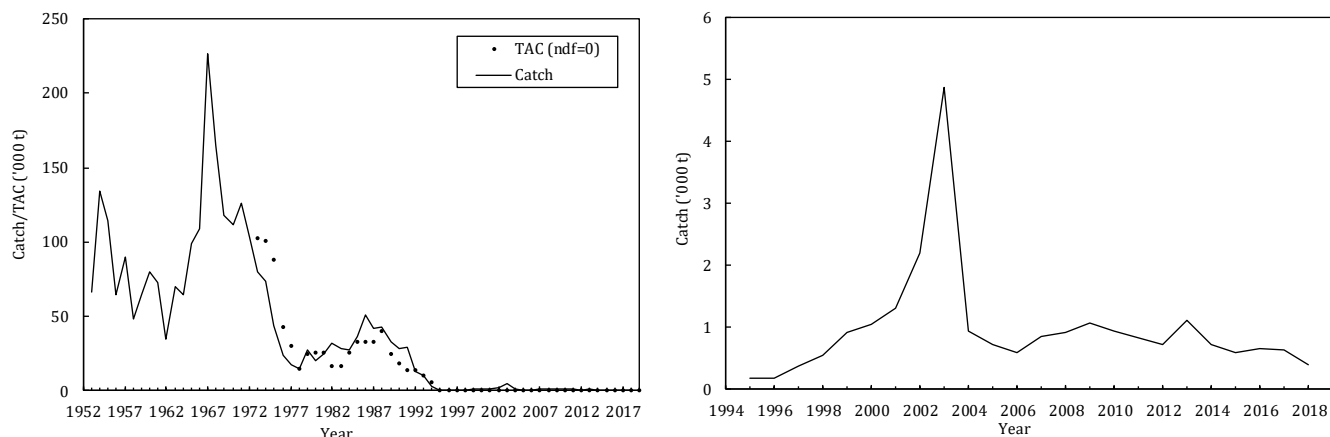 250
200
150
100
50
0
Catch/TAC ('000 t)
TAC (ndf=0)
Catch
1952 1957 1962 1967 1972 1977 1982 1987 1992 1997 2002 2007 2012 2017
Year
6
5
4
3
2
1
0
Catch ('000 t)
1994 1996 1998 2000 2002 2004 2006 2008 2010 2012 2014 2016 2018
Year